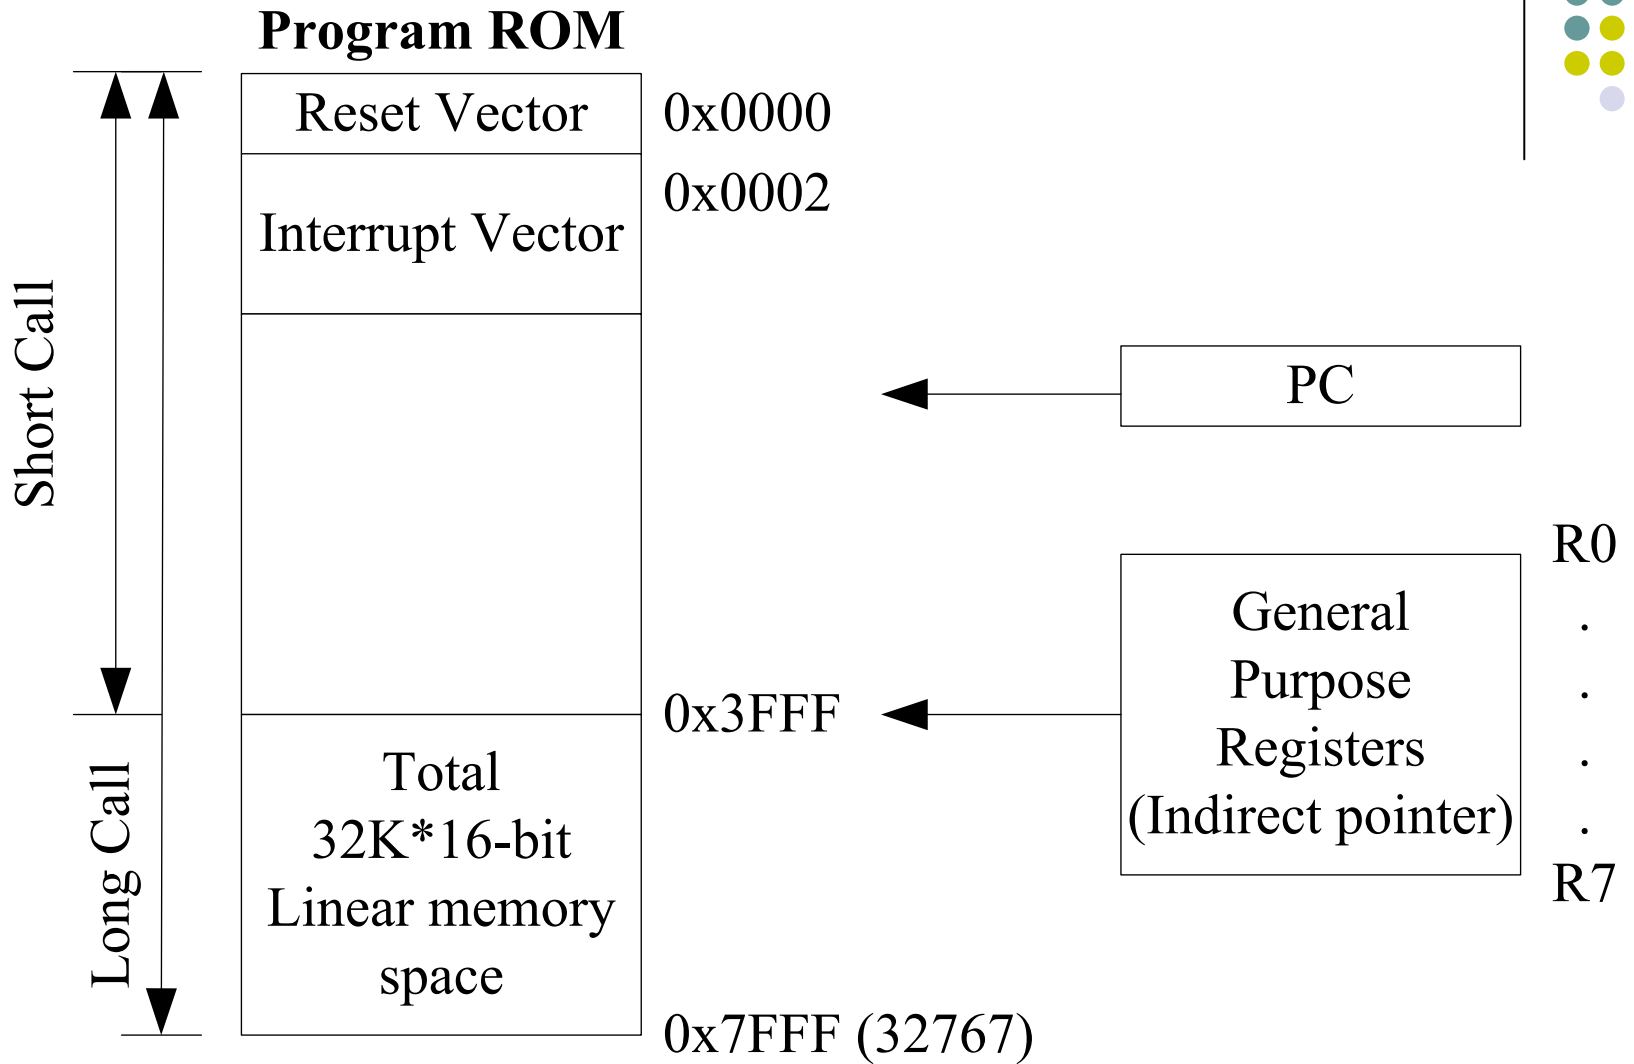 Program ROM
Reset Vector
0x0000
0x0002
Interrupt Vector
Short Call
PC
R0
General
.
Purpose
.
0x3FFF
Registers
.
(Indirect pointer)
.
R7
Total
32K*16-bit
Linear memory
space
Long Call
0x7FFF (32767)